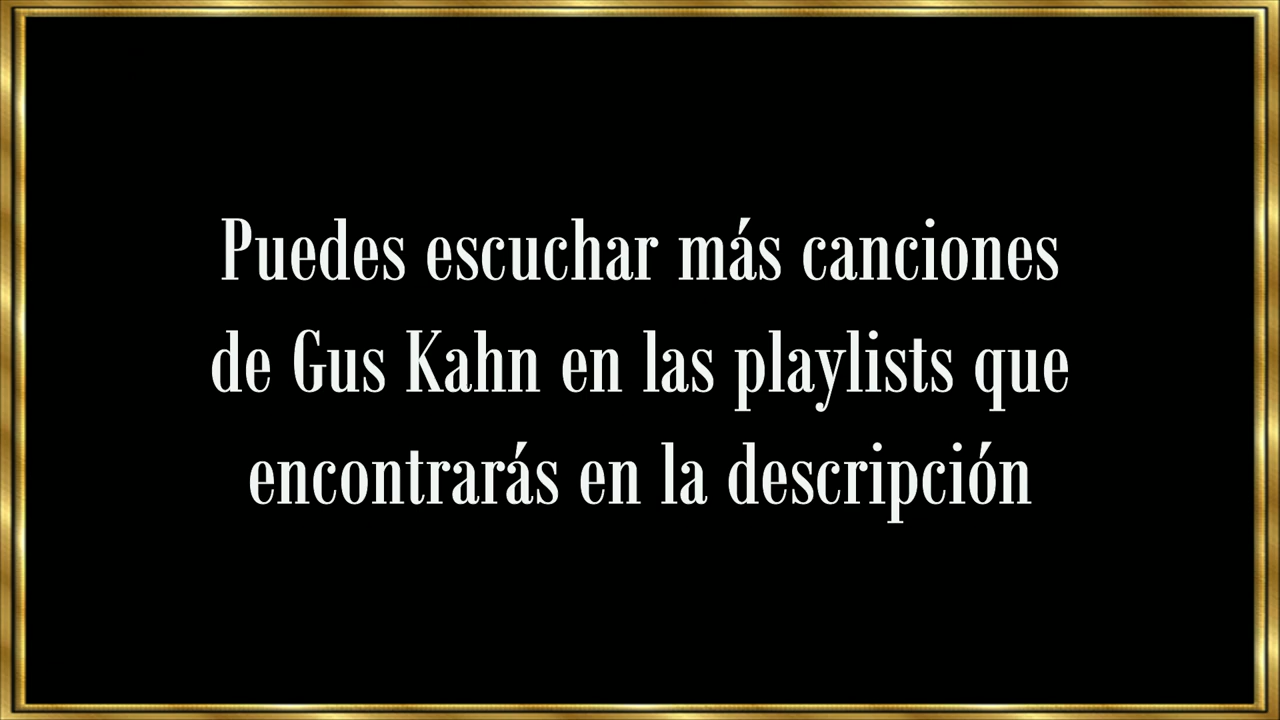 Puedes escuchar más canciones
de Gus Kahn en las playlists que
encontrarás en la descripción